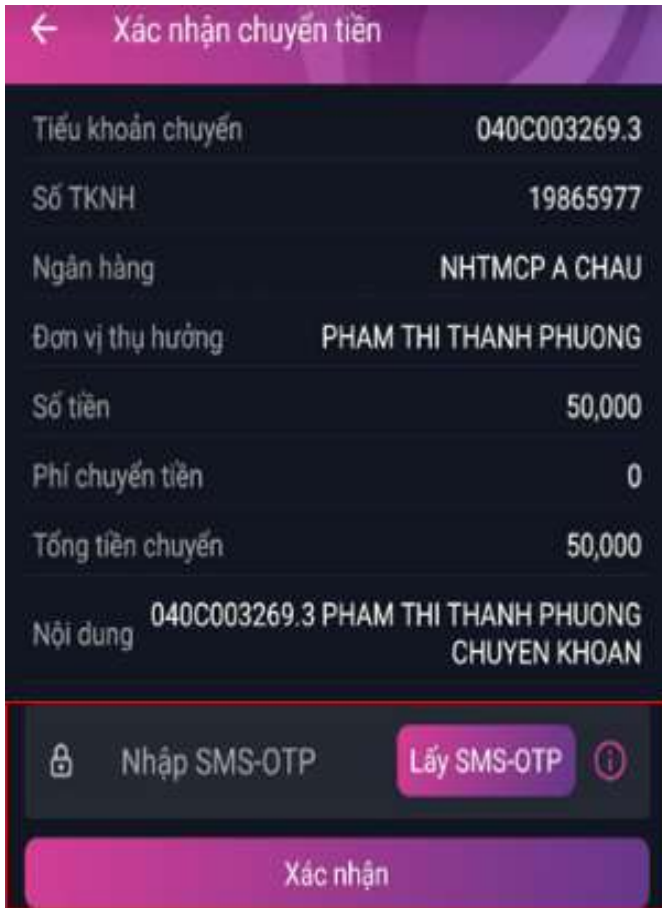 Xác nhận chuyển tiền
Tiểu khoản chuyển 040C003269.3
Số TKNH 19865977
Ngân hàng NHTMCP A CHAU
Đơn vị thụ hưởng PHAM THI THANH PHUONG
Số tiền 50,000
Phí chuyển tiền 0
Tổng tiền chuyển 50,000
Nội dung 040C003269.3 PHAM THI THANH PHUONG
CHUYEN KHOAN
Nhập SMS-OTP Lấy SMS-OTP
Xác nhận